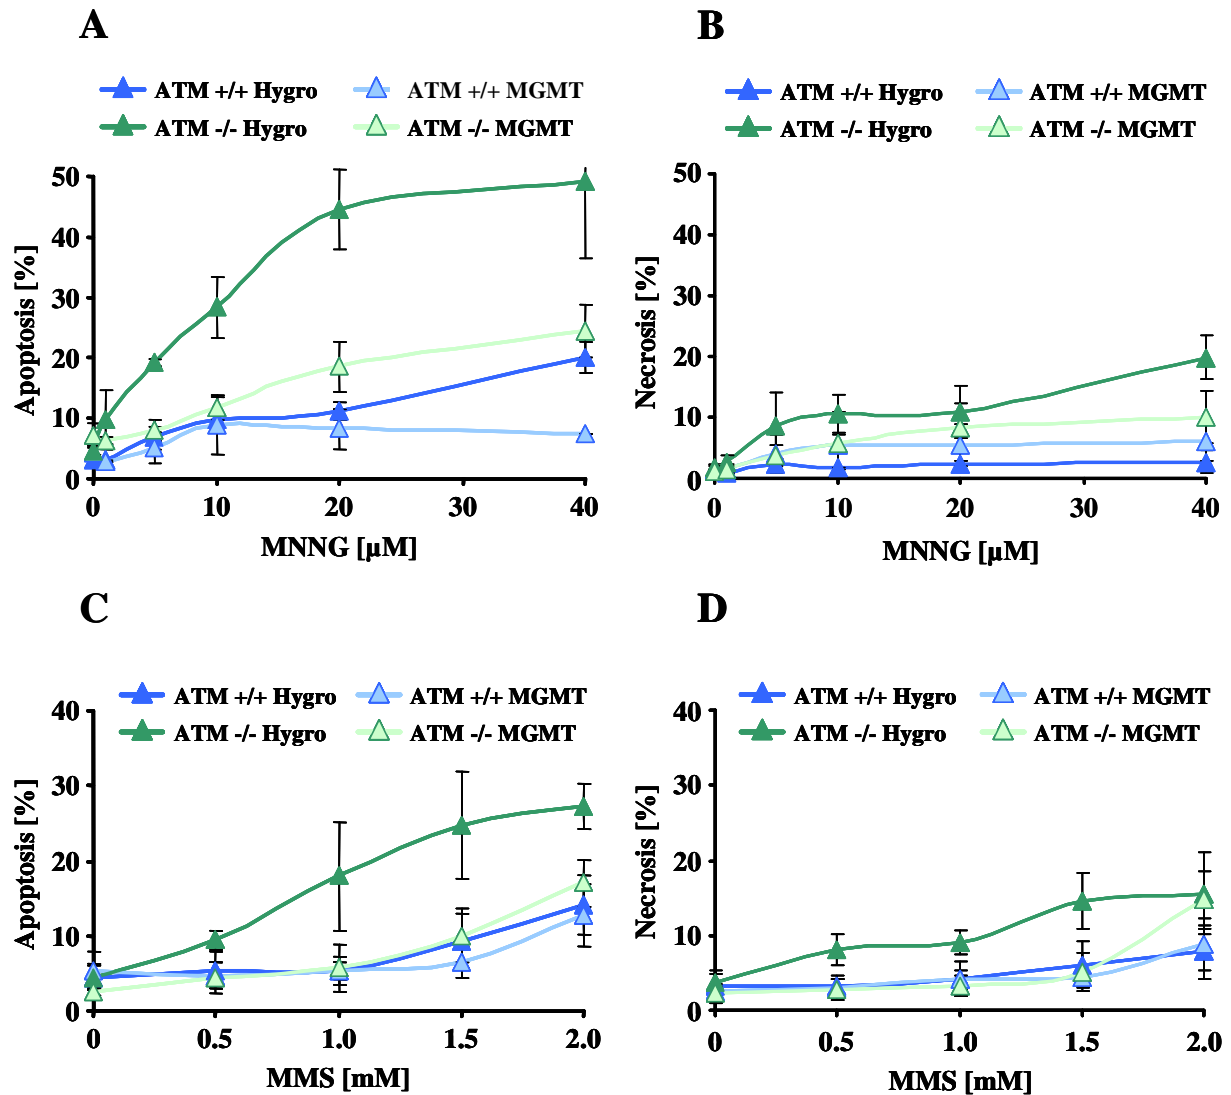 A
ATM +/+ Hygro
ATM +/+ MGMT
ATM -/- Hygro
ATM -/- MGMT
50
40
30
20
10
0
Apoptosis [%]
0 10 20 30 40
MNNG [µM]
B
ATM +/+ Hygro
ATM +/+ MGMT
ATM -/- Hygro
ATM -/- MGMT
50
40
30
20
10
0
Necrosis [%]
0 10 20 30 40
MNNG [µM]
C
ATM +/+ Hygro
ATM +/+ MGMT
ATM -/- Hygro
ATM -/- MGMT
40
30
20
10
0
Apoptosis [%]
0 0.5 1.0 1.5 2.0
MMS [mM]
D
ATM +/+ Hygro
ATM +/+ MGMT
ATM -/- Hygro
ATM -/- MGMT
40
30
20
10
0
Necrosis [%]
0 0.5 1.0 1.5 2.0
MMS [mM]